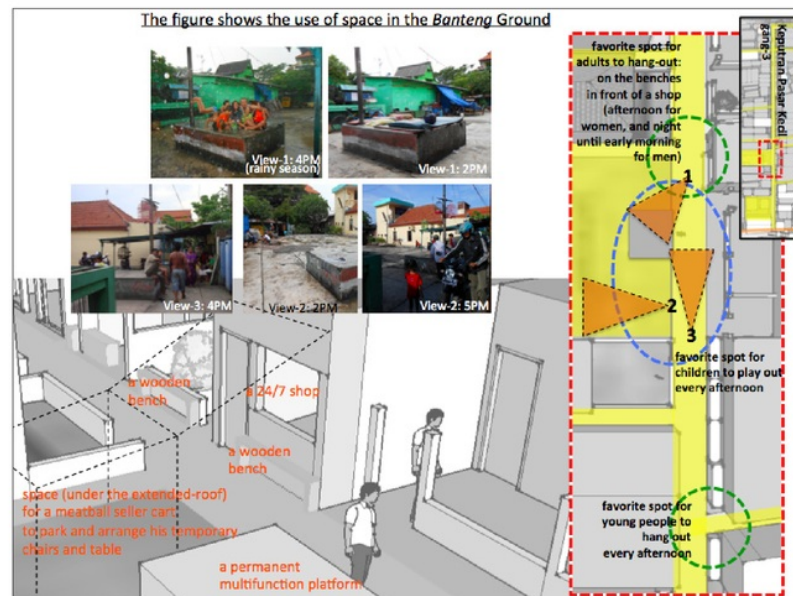 The figure shows the use of space in the Banteng Ground
View-1: 4PM
(rainy season)
View-1: 2PM
View-3: 4PM
View-2: 2PM
View-2: 5PM
a wooden
bench
a 24/7 shop
a wooden
bench
space (under the extended-roof)
for a meatball seller cart
to park and arrange his temporary
chairs and table
a permanent
multifunction platform
favorite spot for
adults to hang-out:
on the benches
in front of a shop
(afternoon for
women, and night
until early morning
for men)
1
2
3
favorite spot for
children to play out
every afternoon
favorite spot for
young people to
hang out
every afternoon
Keputran Pasar Kecil
gang-3